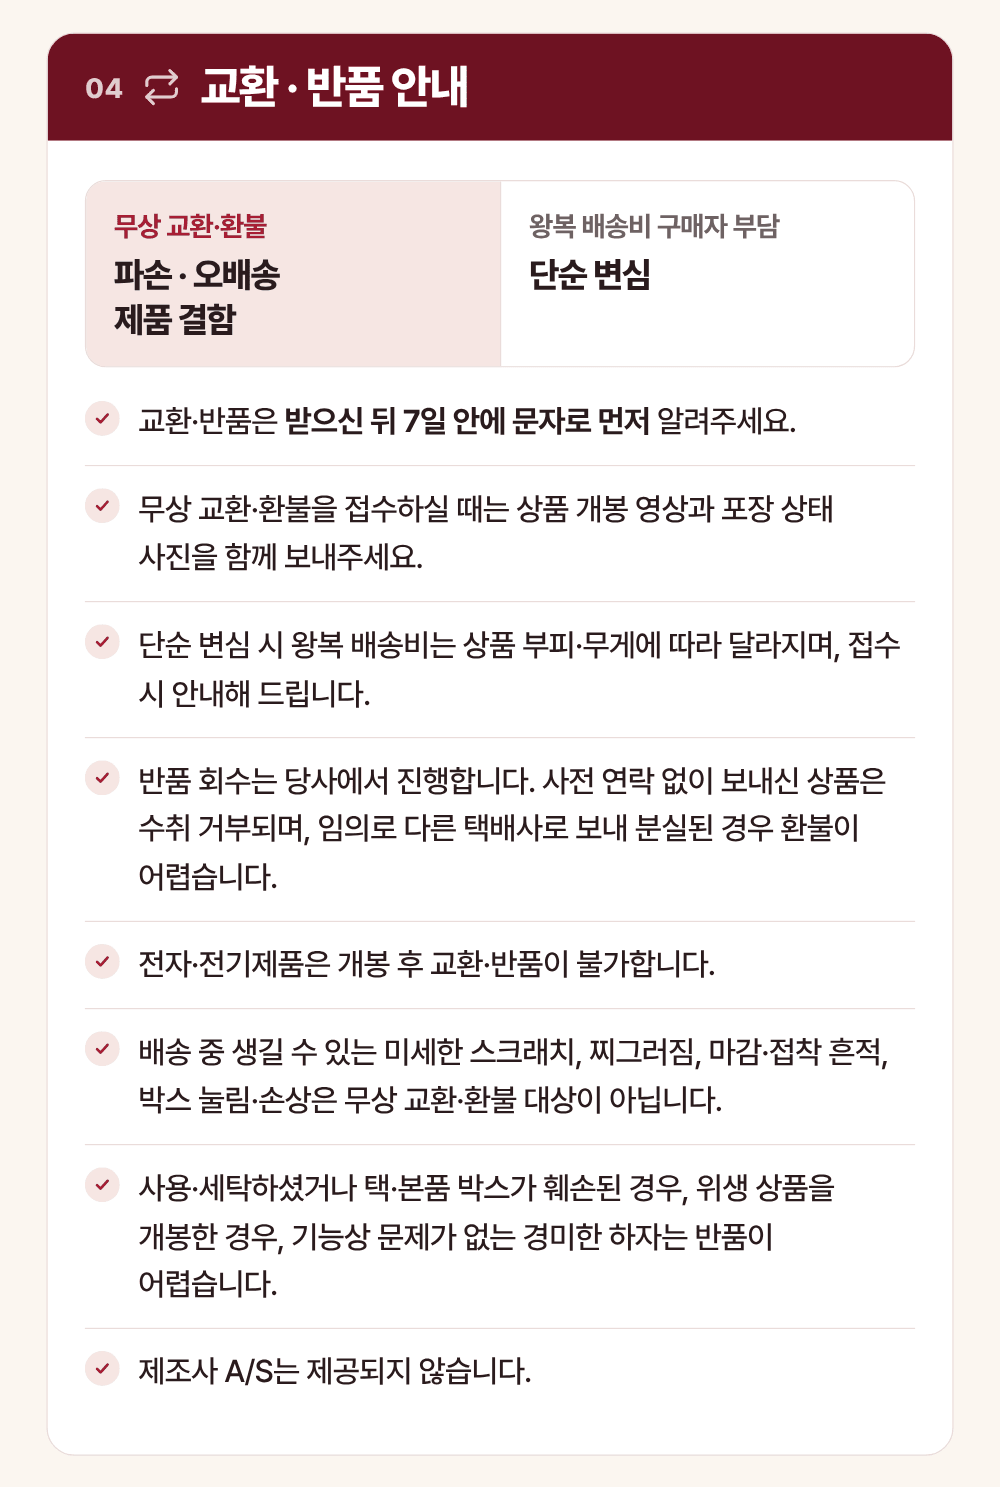 04 교환 · 반품 안내
무상 교환·환불
파손 · 오배송
제품 결함
왕복 배송비 구매자 부담
단순 변심
교환·반품은 받으신 뒤 7일 안에 문자로 먼저 알려주세요.
무상 교환·환불을 접수하실 때는 상품 개봉 영상과 포장 상태
사진을 함께 보내주세요.
단순 변심 시 왕복 배송비는 상품 부피·무게에 따라 달라지며, 접수
시 안내해 드립니다.
반품 회수는 당사에서 진행합니다. 사전 연락 없이 보내신 상품은
수취 거부되며, 임의로 다른 택배사로 보내 분실된 경우 환불이
어렵습니다.
전자·전기제품은 개봉 후 교환·반품이 불가합니다.
배송 중 생길 수 있는 미세한 스크래치, 찌그러짐, 마감·접착 흔적,
박스 눌림·손상은 무상 교환·환불 대상이 아닙니다.
사용·세탁하셨거나 택·본품 박스가 훼손된 경우, 위생 상품을
개봉한 경우, 기능상 문제가 없는 경미한 하자는 반품이
어렵습니다.
제조사 A/S는 제공되지 않습니다.